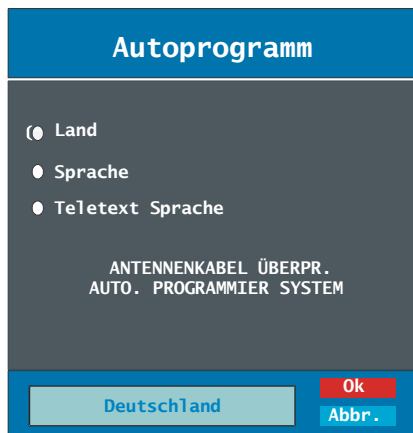 Autoprogramm
Land
Sprache
Teletext Sprache
ANTENNENKABEL ÜBERPR.
AUTO. PROGRAMMIER SYSTEM
Deutschland
Ok
Abbr.